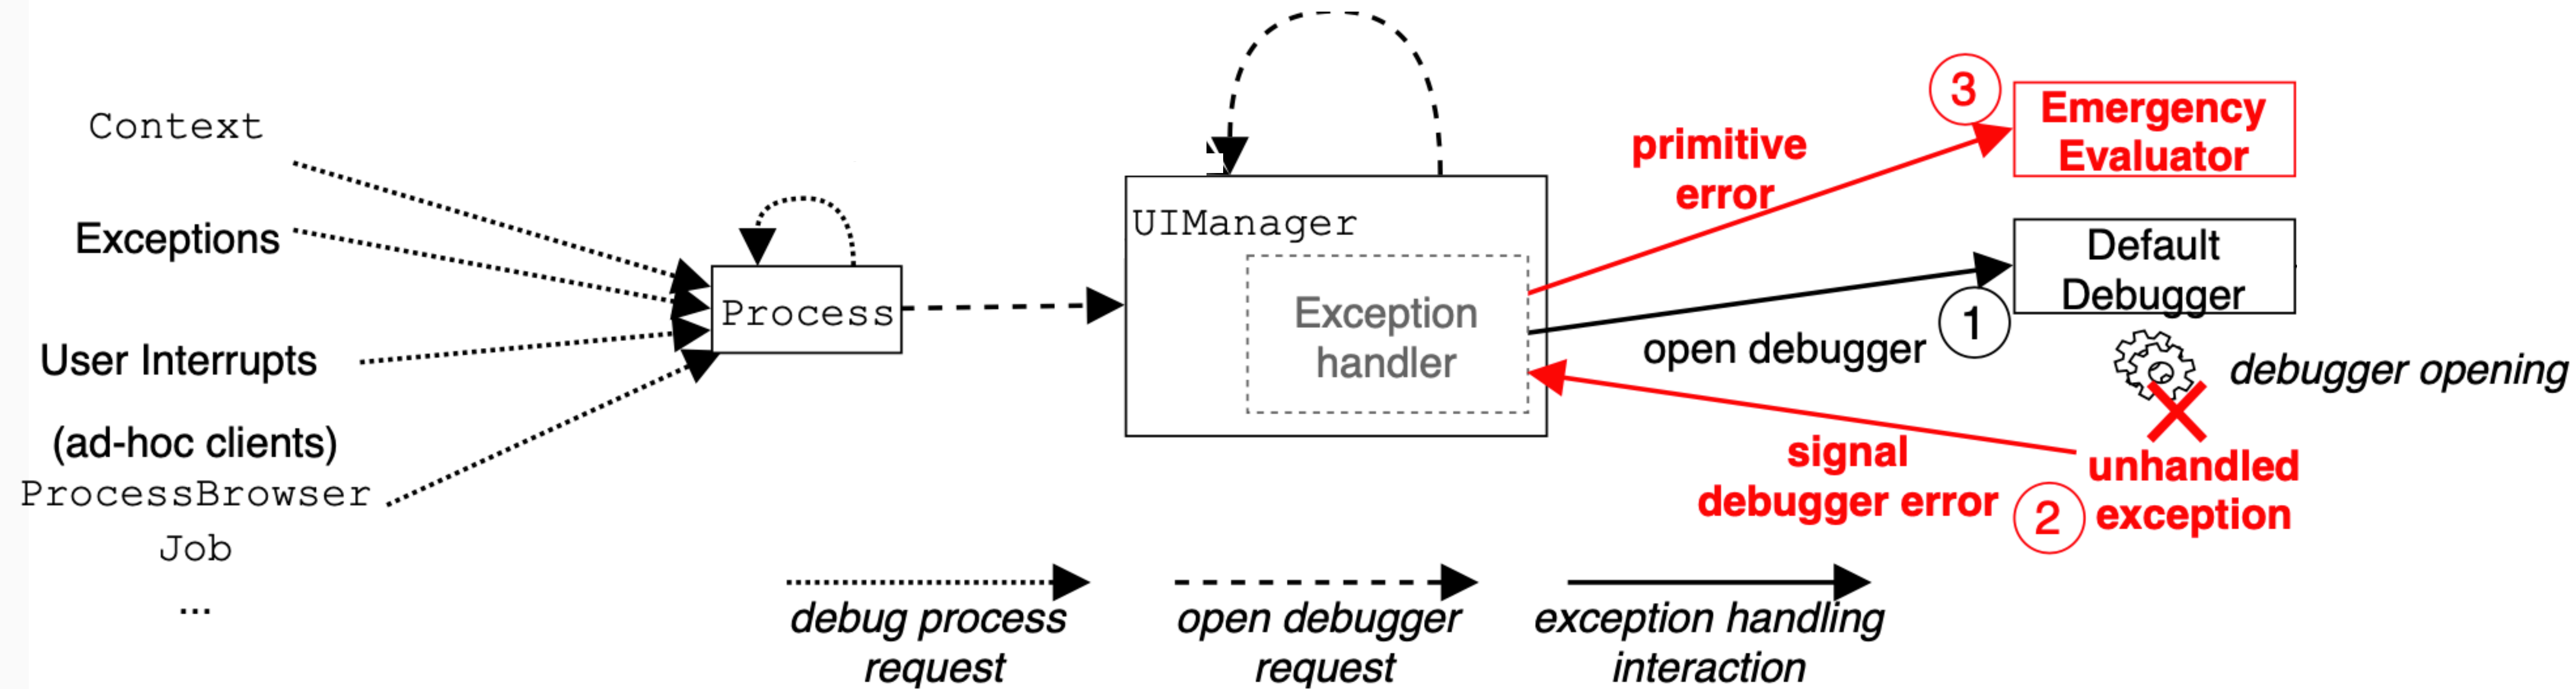 Context
Exceptions
User Interrupts
(ad-hoc clients)
ProcessBrowser
Job
...
Process
UIManager
Exception
handler
primitive
error
3
Emergency
Evaluator
Default
Debugger
1
open debugger
debugger opening
signal
debugger error
2
unhandled
exception
debug process
request
open debugger
request
exception handling
interaction